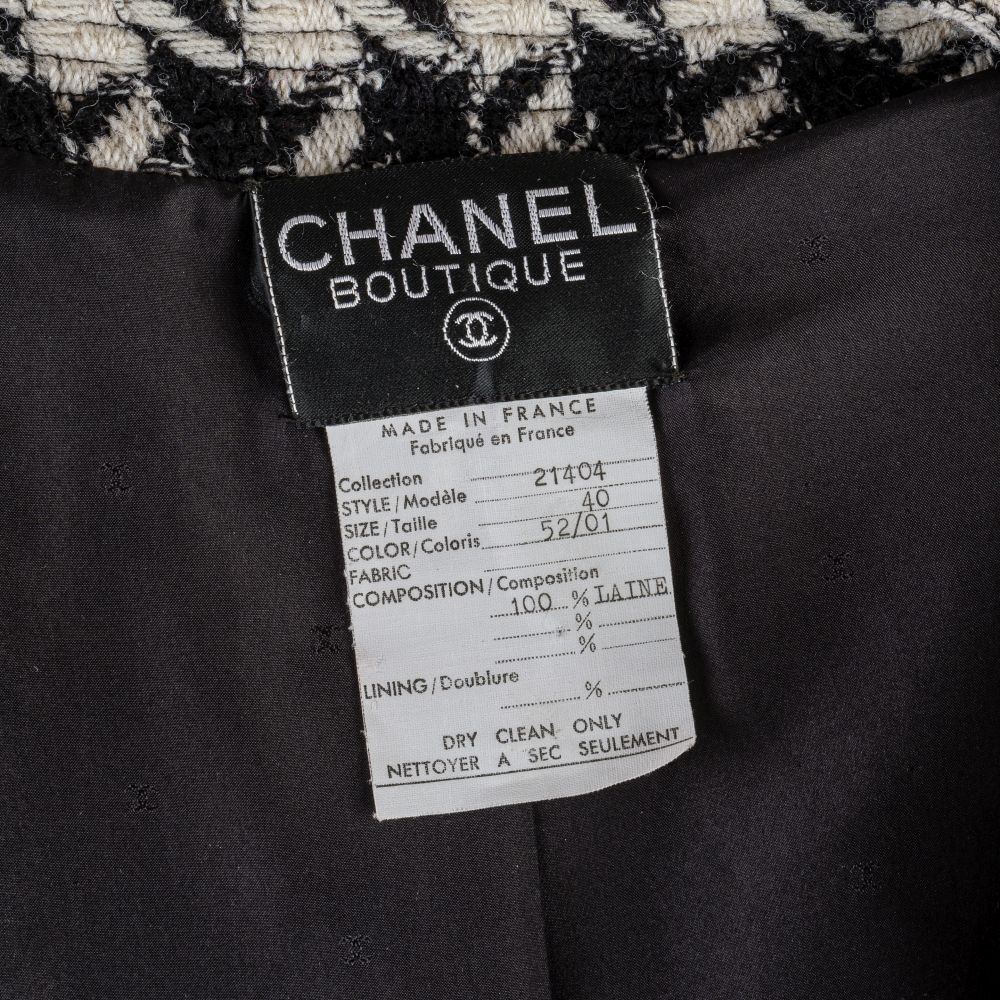 CHANEL
BOUTIQUE
MADE IN FRANCE
Fabriqué en France
Collection
STYLE/Modèle 21404
SIZE/Taille 40
COLOR/Coloris 52/01
FABRIC
COMPOSITION/Composition
100 % LAINE
%
%
LINING/Doublure
%
DRY CLEAN ONLY
NETTOYER A SEC SEULEMENT